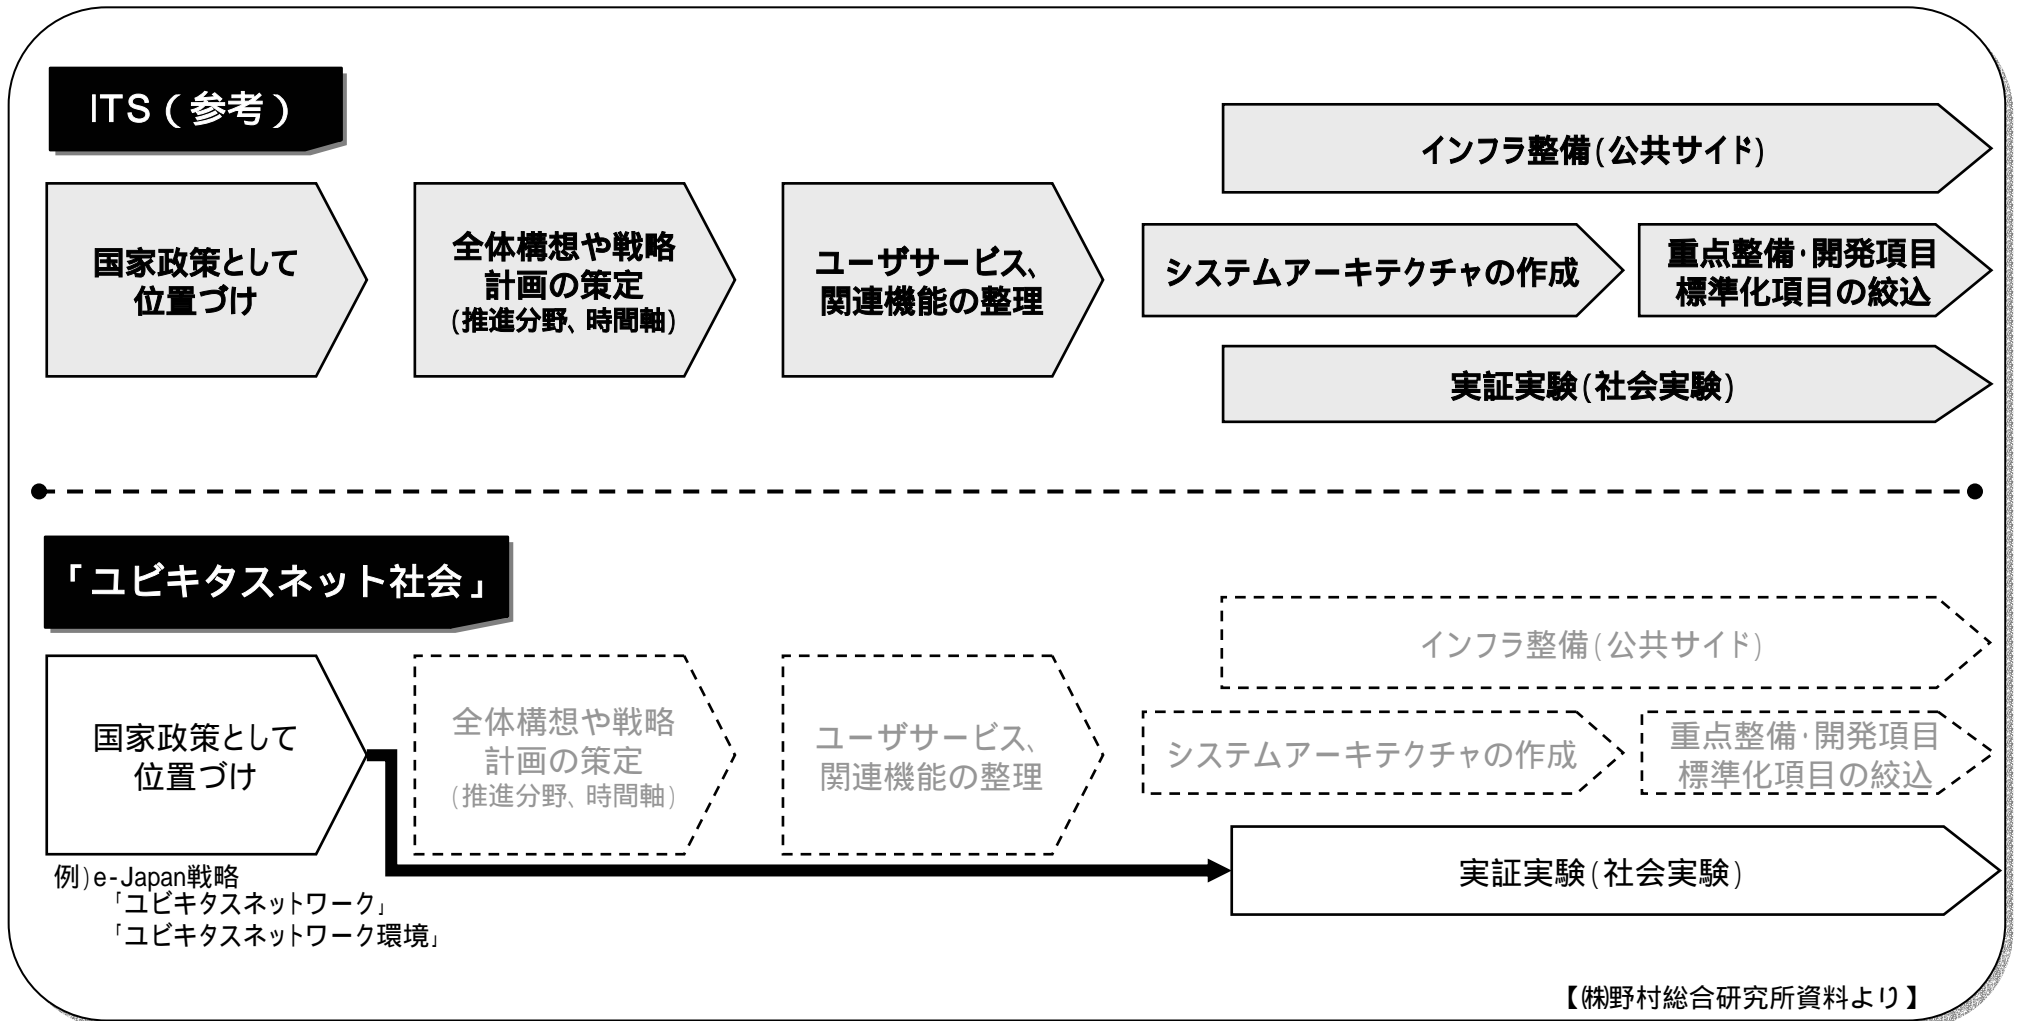 ITS（参考）
国家政策として
位置づけ
全体構想や戦略
計画の策定
(推進分野、時間軸)
ユーザサービス、
関連機能の整理
インフラ整備(公共サイド)
システムアーキテクチャの作成
重点整備・開発項目
標準化項目の絞込
実証実験(社会実験)
「ユビキタスネット社会」
国家政策として
位置づけ
全体構想や戦略
計画の策定
(推進分野、時間軸)
ユーザサービス、
関連機能の整理
インフラ整備(公共サイド)
システムアーキテクチャの作成
重点整備・開発項目
標準化項目の絞込
実証実験(社会実験)
例)e-Japan戦略
「ユビキタスネットワーク」
「ユビキタスネットワーク環境」
【㈱野村総合研究所資料より】